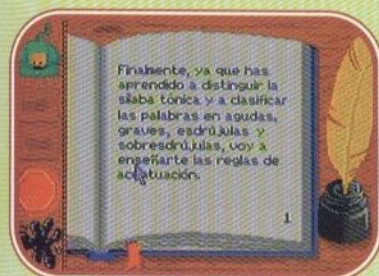 Finalmente, ya que has
aprendido a distinguir la
sílaba tónica y a clasificar
las palabras en agudas,
graves, esdrújulas y
sobresdrújulas, voy a
enseñarte las reglas de
acentuación.
1